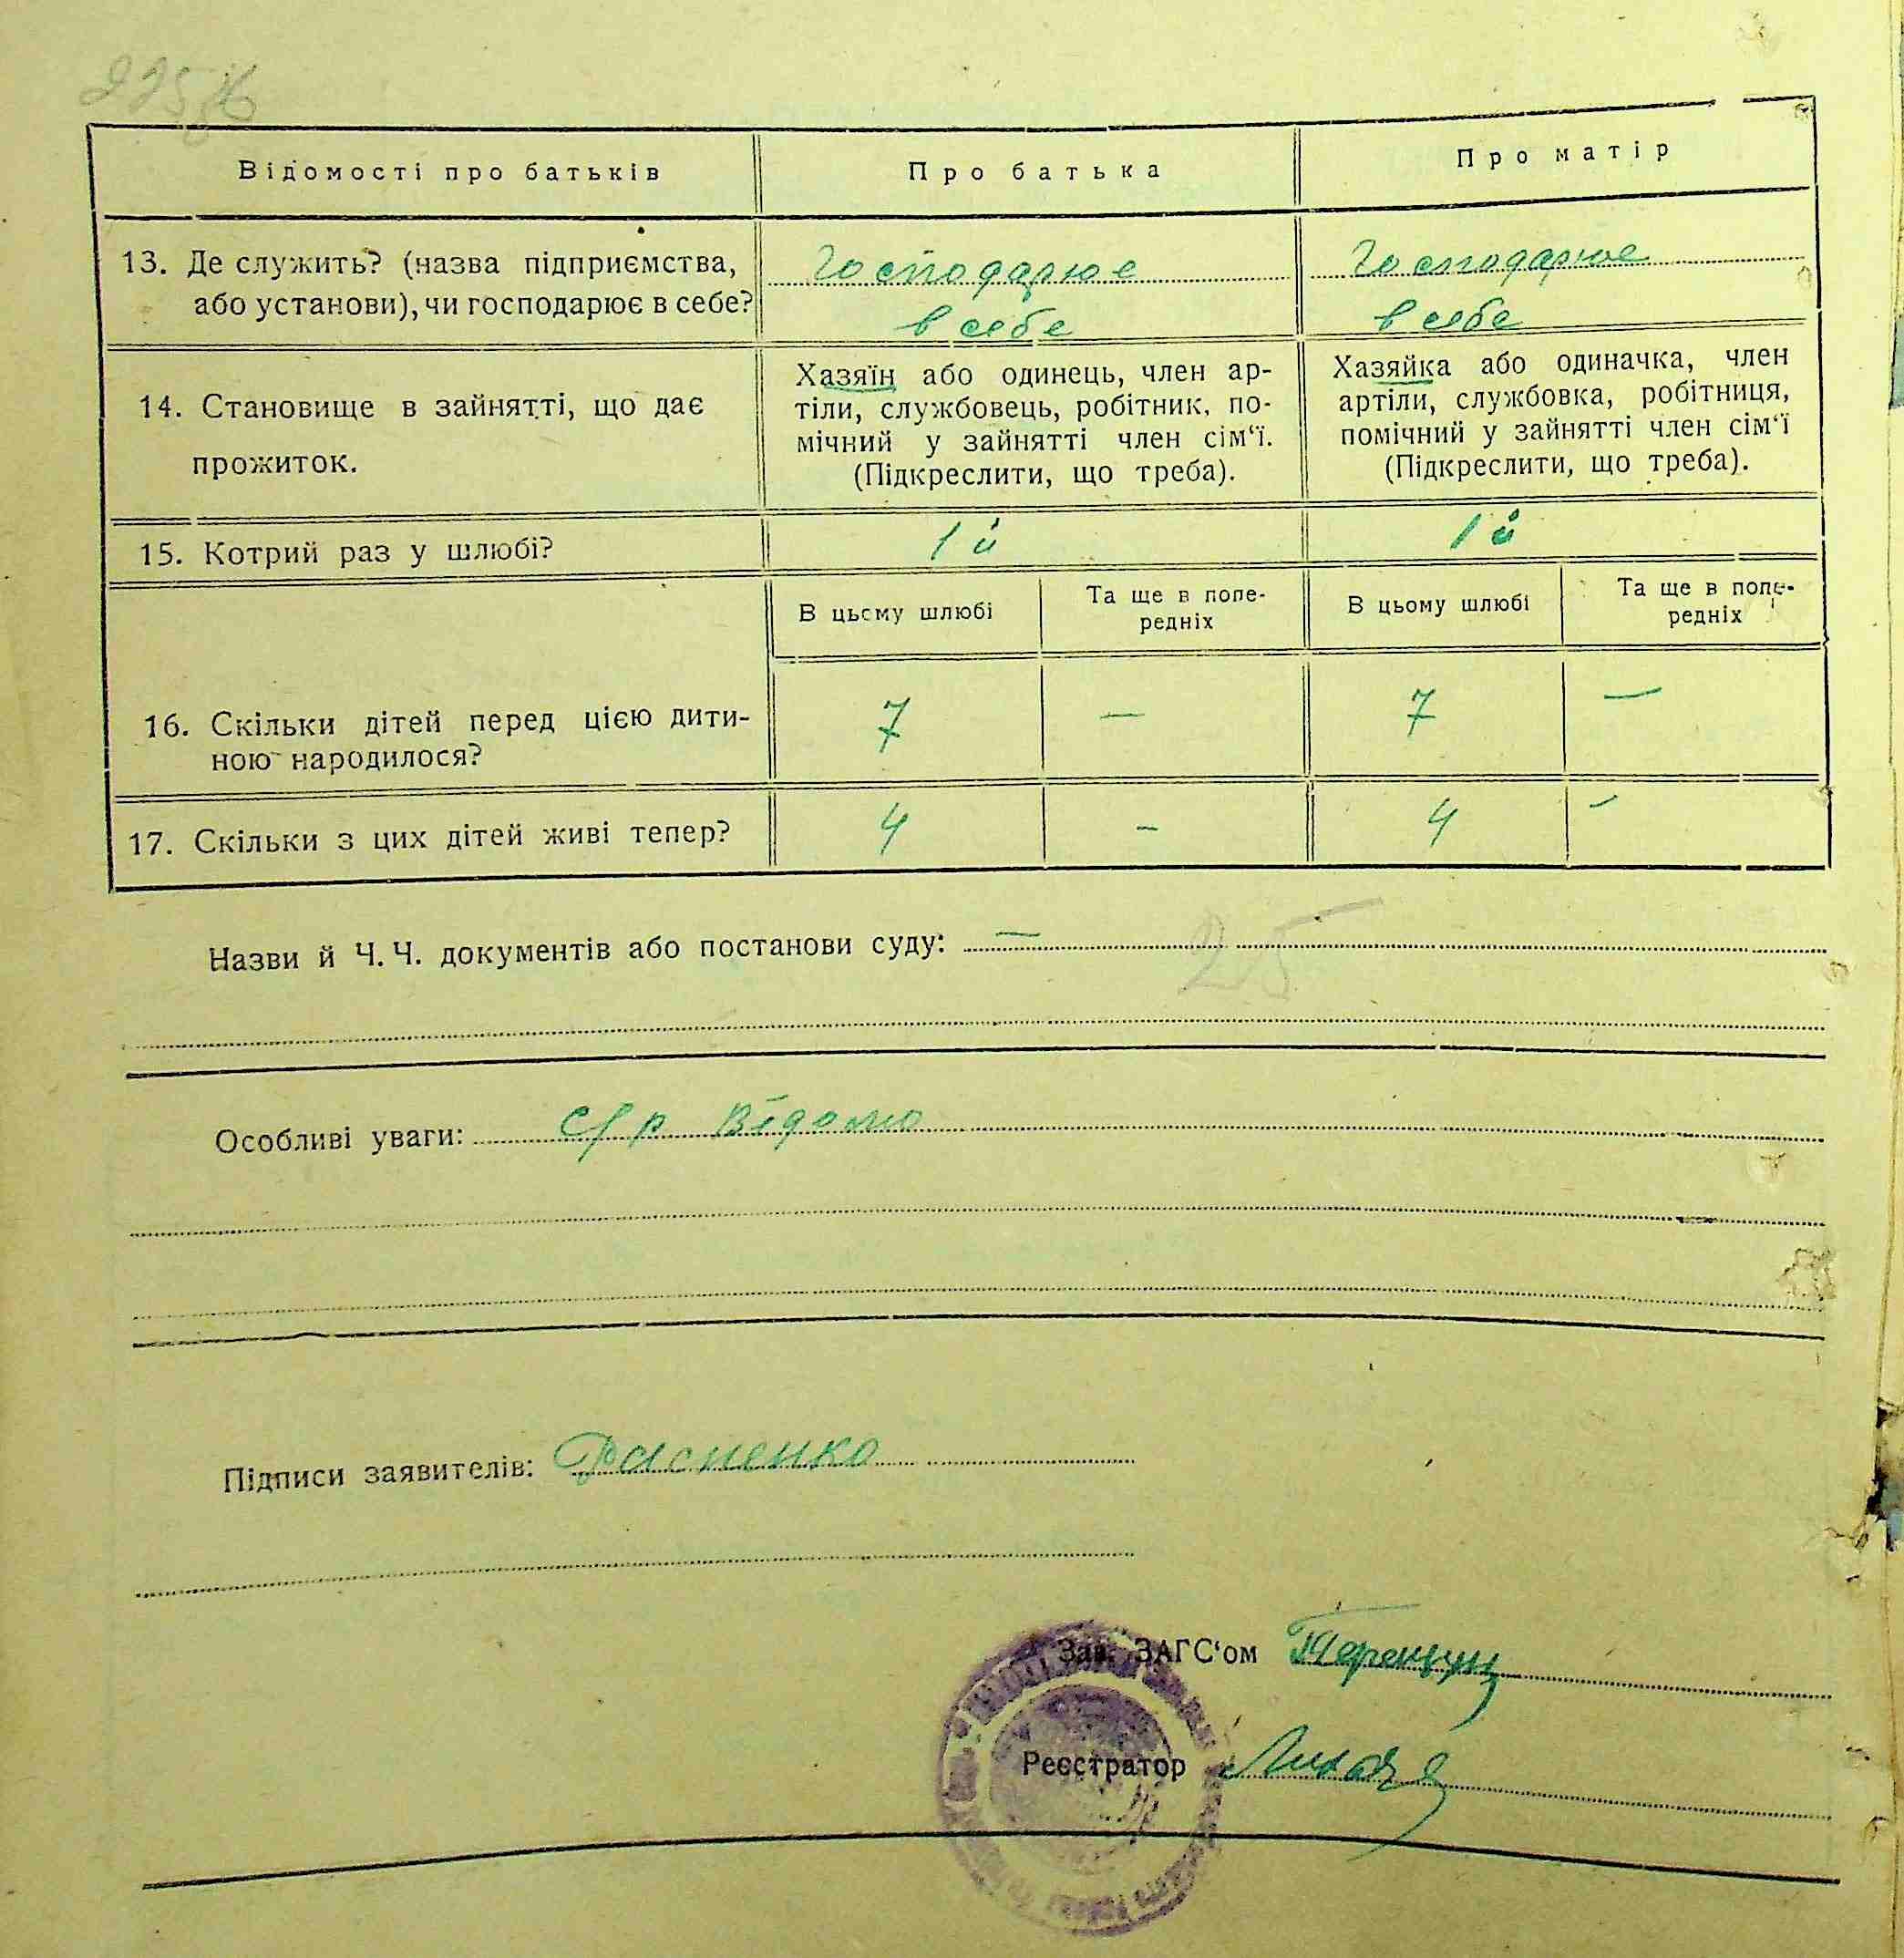 Відомості про батьків
Про батька
Про матір
13. Де служить? (назва підприємства, або установи), чи господарює в себе?
Господарює
в себе
Господарює
в себе
14. Становище в зайнятті, що дає прожиток.
Хазяїн або одинець, член ар-
тіли, службовець, робітник, по-
мічний у зайнятті член сім‘ї.
(Підкреслити, що треба).
Хазяйка або одиначка, член
артіли, службовка, робітниця,
помічний у зайнятті член сім‘ї
(Підкреслити, що треба).
15. Котрий раз у шлюбі?
1й
1й
В цьому шлюбі
Та ще в попе-
редніх
В цьому шлюбі
Та ще в попе-
редніх
16. Скільки дітей перед цією дити-
ною народилося?
7
—
7
—
17. Скільки з цих дітей живі тепер?
4
-
4
-
Назви й Ч. Ч. документів або постанови суду: —
25
Особливі уваги: с/р Відомо
Підписи заявителів:
Зав. ЗАГС‘ом
Реєстратор